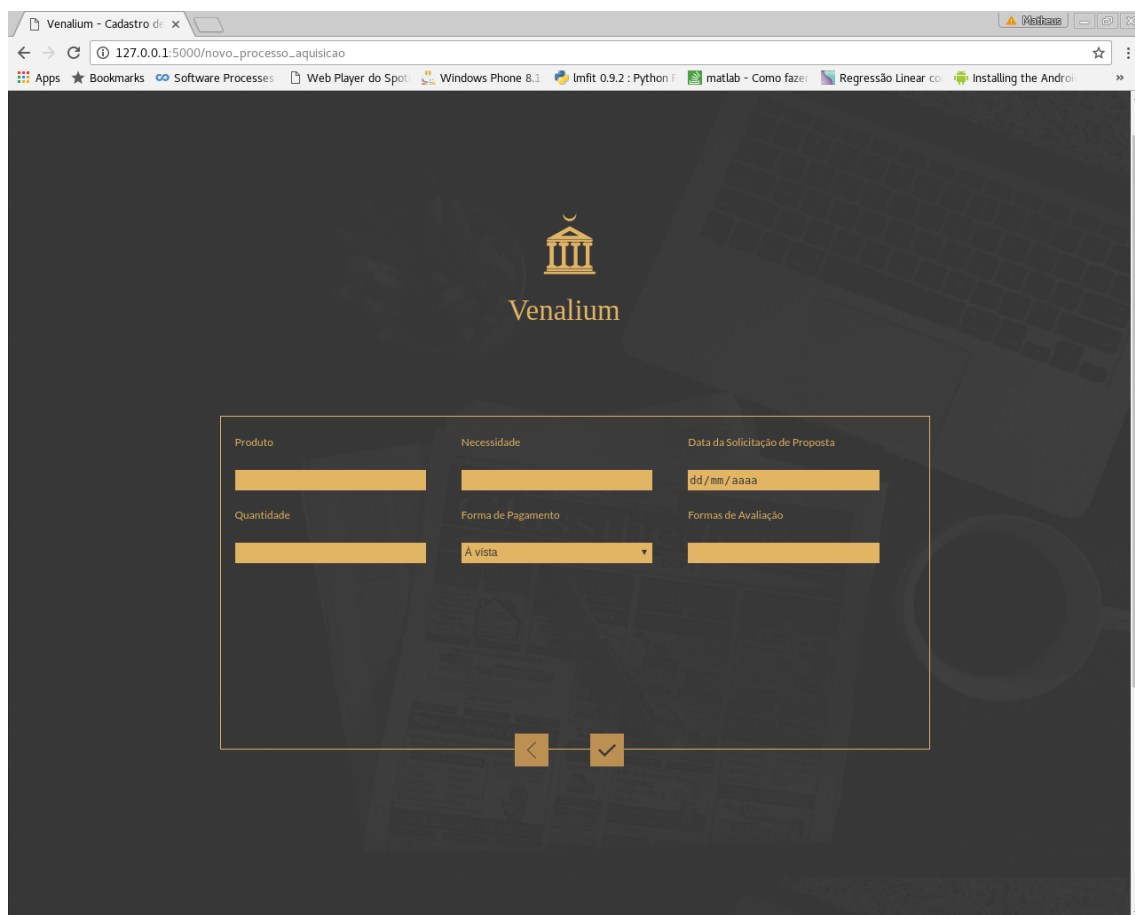 Venalium - Cadastro de
Matheus
127.0.0.1:5000/novo_processo_aquisicao
Apps Bookmarks Software Processes Web Player do Spoti Windows Phone 8.1 lmfit 0.9.2 : Python P matlab - Como fazer Regressão Linear co Installing the Androi »
Venalium
Produto Necessidade Data da Solicitação de Proposta
dd/mm/aaaa
Quantidade Forma de Pagamento Formas de Avaliação
À vista